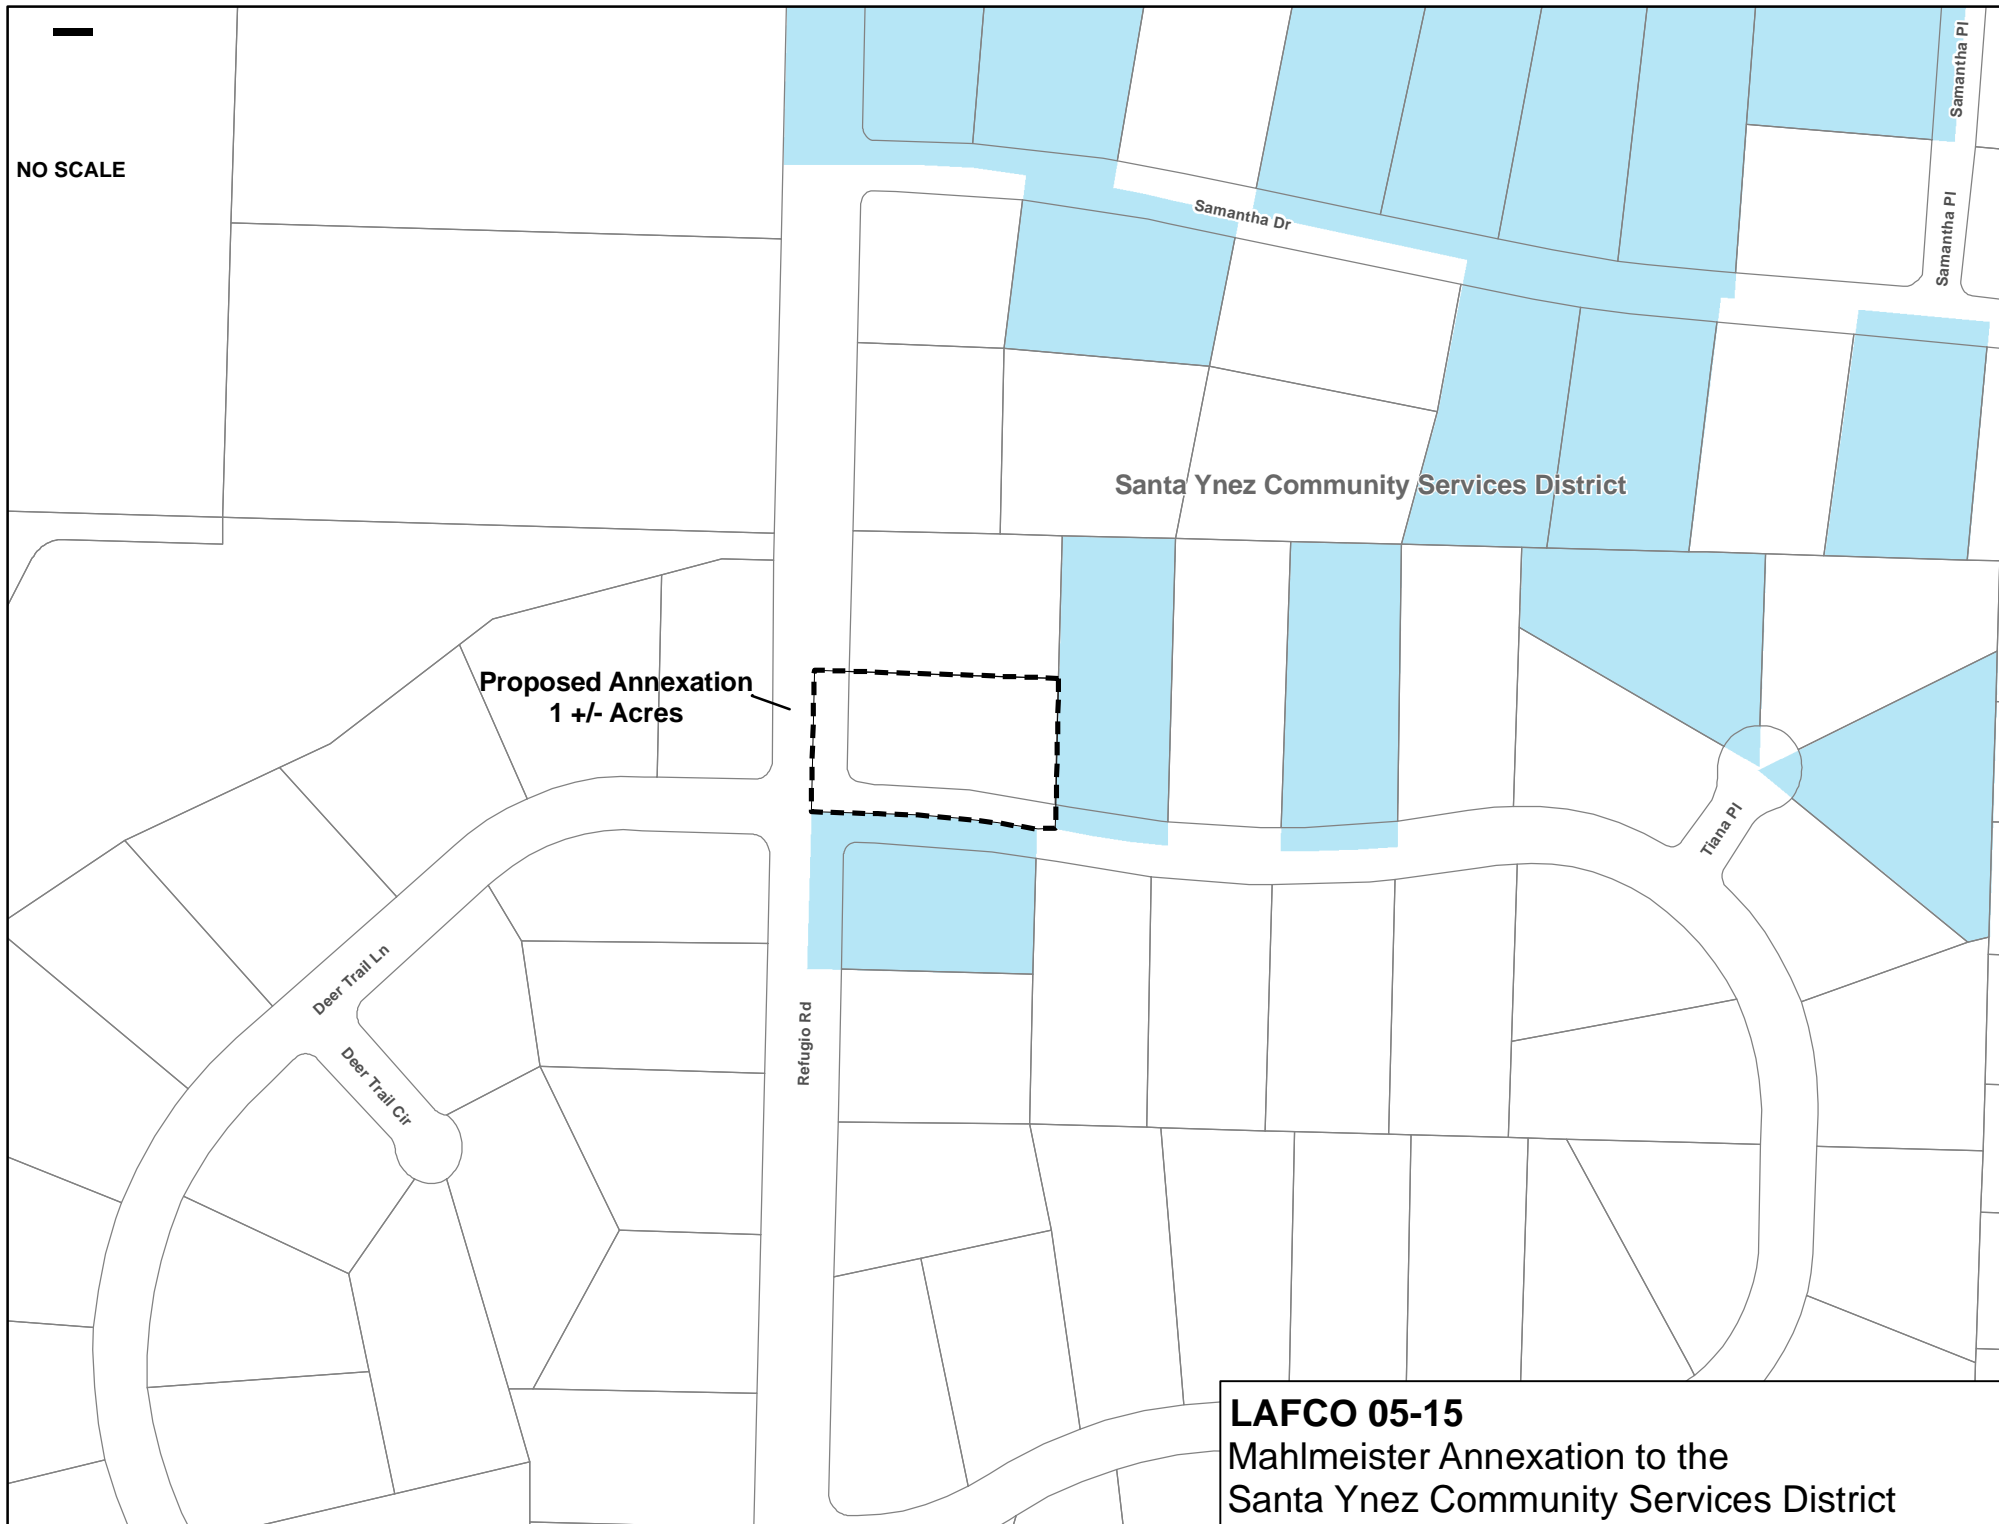 Samantha Pl
NO SCALE
Samantha Pl
Samantha Dr
Santa Ynez Community Services District
Proposed Annexation
1 +/- Acres
Tiana Pl
Deer Trail Ln
Refugio Rd
Deer Trail Cir
LAFCO 05-15
Mahlmeister Annexation to the
Santa Ynez Community Services District